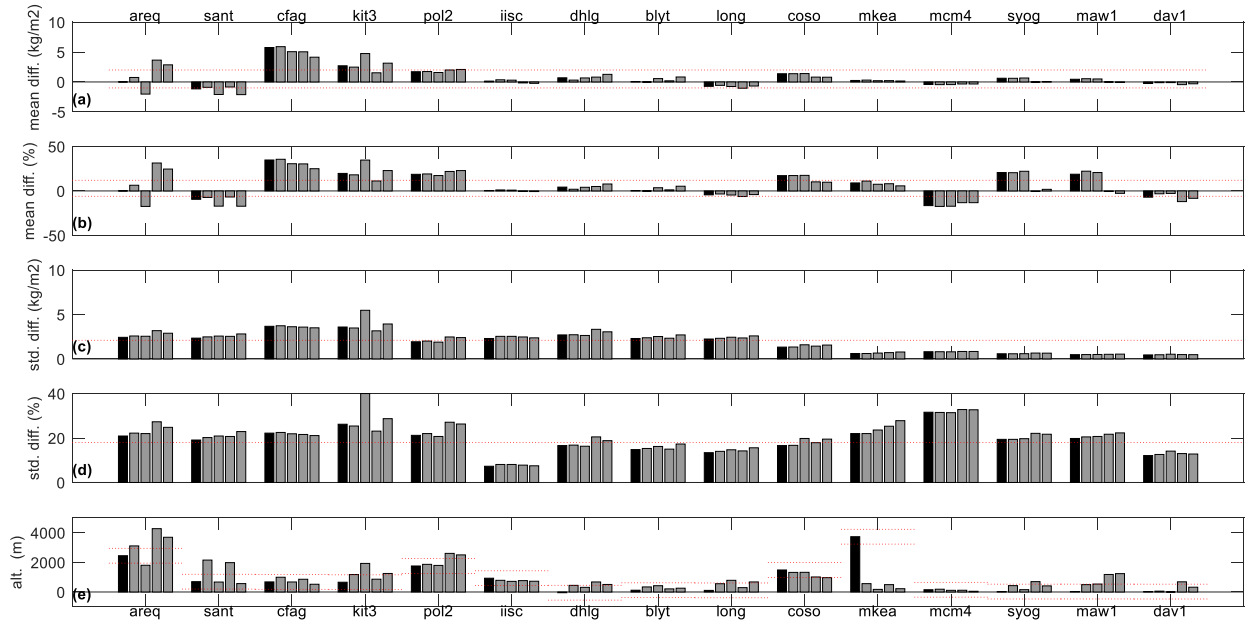 areq sant cfag kit3 pol2 iisc dhlg blyt long coso mkea mcm4 syog maw1 dav1
mean diff. (kg/m2)
10
5
0
-5
(a)
mean diff. (%)
50
0
-50
(b)
std. diff. (kg/m2)
10
5
0
(c)
std. diff. (%)
40
20
0
(d)
alt. (m)
4000
2000
0
(e)
areq sant cfag kit3 pol2 iisc dhlg blyt long coso mkea mcm4 syog maw1 dav1